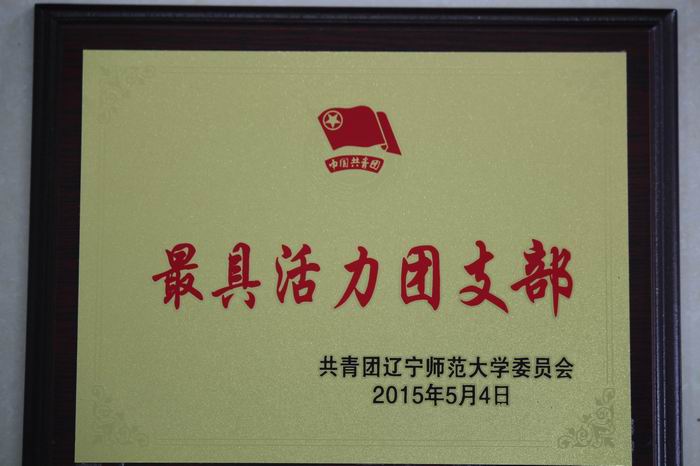 中国共青团
最具活力团支部
共青团辽宁师范大学委员会
2015年5月4日